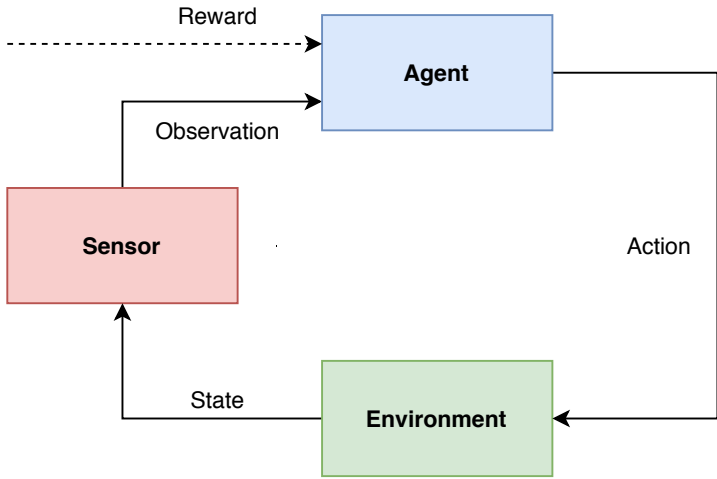 Reward
Agent
Observation
Sensor
Action
State
Environment